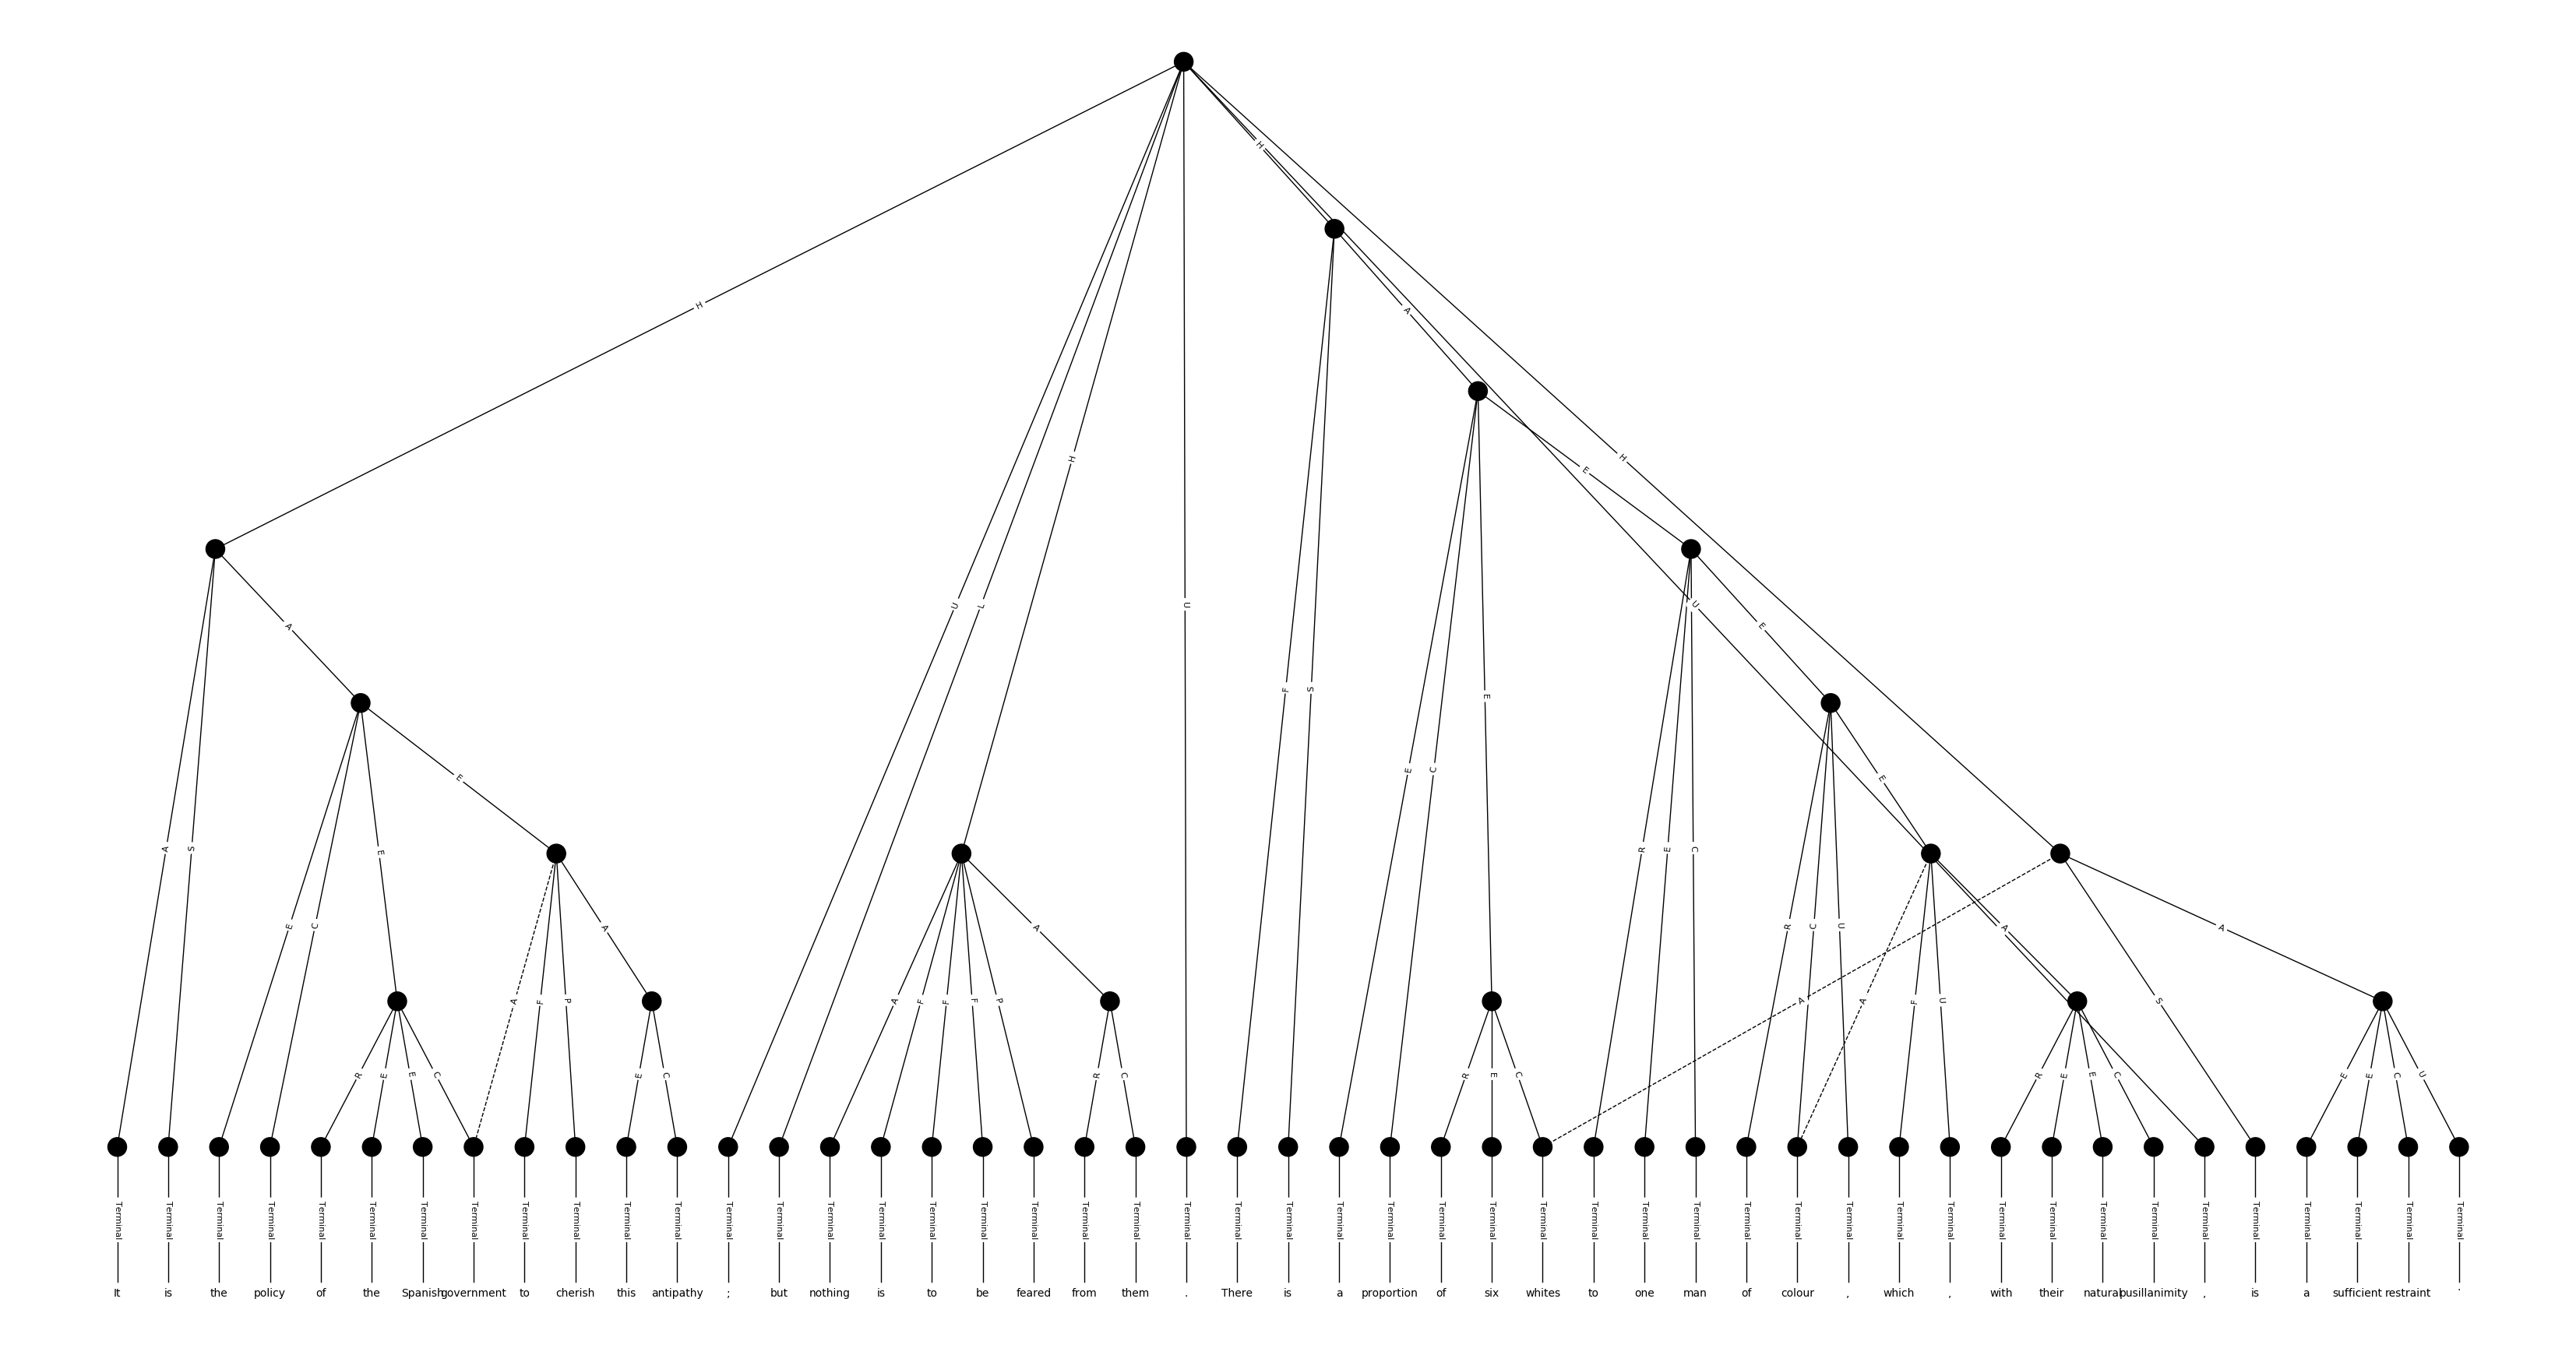 H
H
A
H
E
H
A
U
L
U
U
E
F
S
E
E
C
E
A
S
R
E
C
E
E
C
A
R
C
U
A
A
A
F
P
A
F
F
F
P
A
A
F
U
S
R
E
E
C
E
C
R
C
R
E
C
R
E
E
C
E
E
C
U
Terminal Terminal Terminal Terminal Terminal Terminal Terminal Terminal Terminal Terminal Terminal Terminal Terminal Terminal Terminal Terminal Terminal Terminal Terminal Terminal Terminal Terminal Terminal Terminal Terminal Terminal Terminal Terminal Terminal Terminal Terminal Terminal Terminal Terminal Terminal Terminal Terminal Terminal Terminal Terminal Terminal Terminal Terminal Terminal Terminal Terminal Terminal
It is the policy of the Spanish government to cherish this antipathy ; but nothing is to be feared from them . There is a proportion of six whites to one man of colour , which , with their natural pusillanimity , is a sufficient restraint .